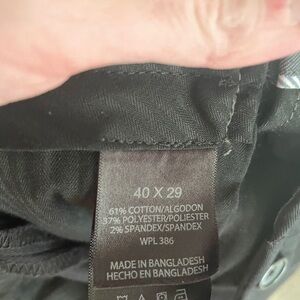 40 X 29
61% COTTON/ALGODON
37% POLYESTER/POLIESTER
2% SPANDEX/SPANDEX
WPL 386
MADE IN BANGLADESH
HECHO EN BANGLADESH